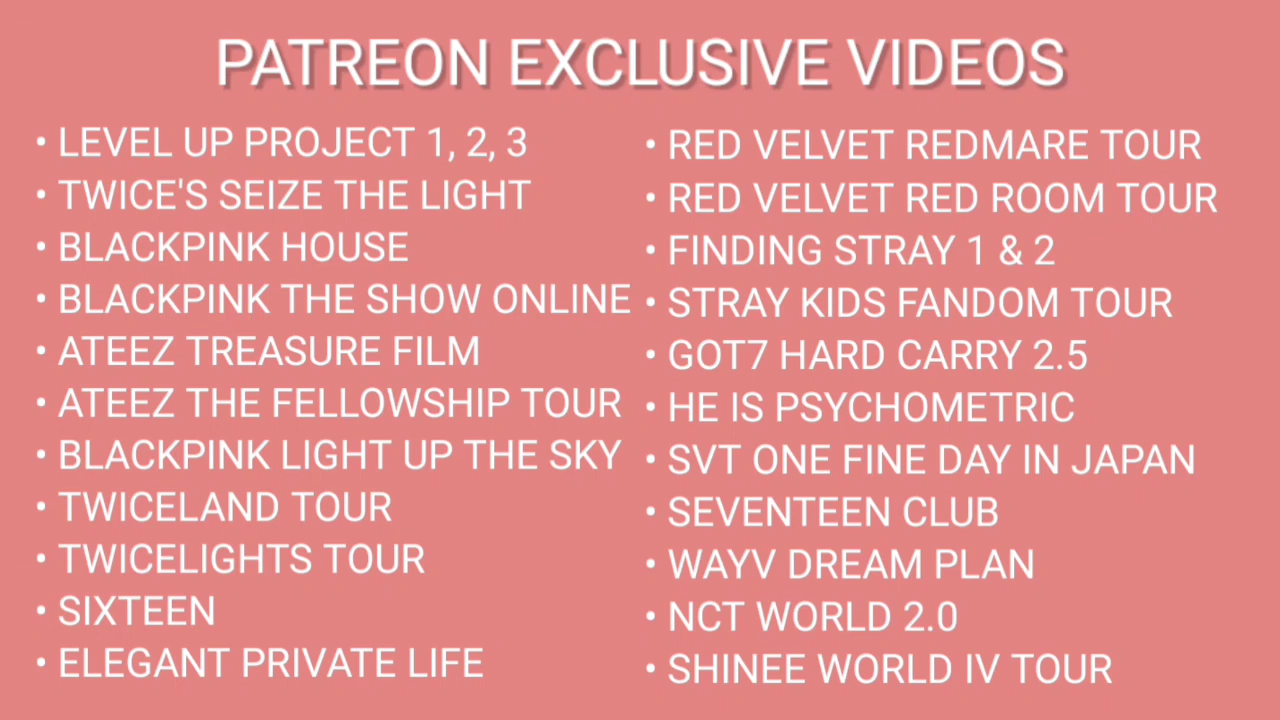 PATREON EXCLUSIVE VIDEOS
• LEVEL UP PROJECT 1, 2, 3
• TWICE'S SEIZE THE LIGHT
• BLACKPINK HOUSE
• BLACKPINK THE SHOW ONLINE
• ATEEZ TREASURE FILM
• ATEEZ THE FELLOWSHIP TOUR
• BLACKPINK LIGHT UP THE SKY
• TWICELAND TOUR
• TWICELIGHTS TOUR
• SIXTEEN
• ELEGANT PRIVATE LIFE
• RED VELVET REDMARE TOUR
• RED VELVET RED ROOM TOUR
• FINDING STRAY 1 & 2
• STRAY KIDS FANDOM TOUR
• GOT7 HARD CARRY 2.5
• HE IS PSYCHOMETRIC
• SVT ONE FINE DAY IN JAPAN
• SEVENTEEN CLUB
• WAYV DREAM PLAN
• NCT WORLD 2.0
• SHINEE WORLD IV TOUR